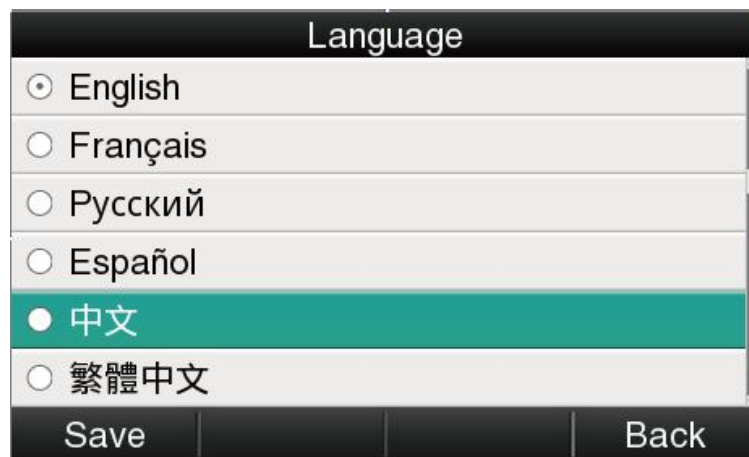 Language
English
Français
Русский
Español
中文
繁體中文
Save Back